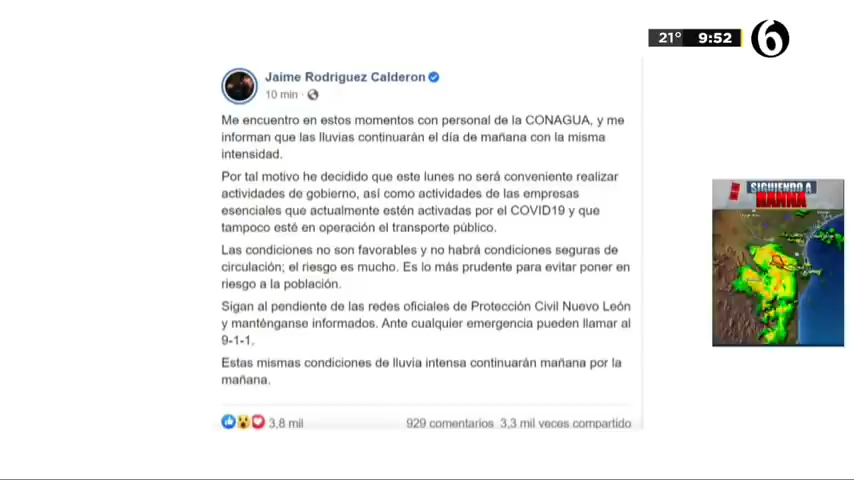 21° 9:52 6
Jaime Rodriguez Calderon
10 min ·
Me encuentro en estos momentos con personal de la CONAGUA, y me
informan que las lluvias continuarán el día de mañana con la misma
intensidad.
Por tal motivo he decidido que este lunes no será conveniente realizar
actividades de gobierno, así como actividades de las empresas
esenciales que actualmente estén activadas por el COVID19 y que
tampoco esté en operación el transporte público.
Las condiciones no son favorables y no habrá condiciones seguras de
circulación; el riesgo es mucho. Es lo más prudente para evitar poner en
riesgo a la población.
Sigan al pendiente de las redes oficiales de Protección Civil Nuevo León
y manténganse informados. Ante cualquier emergencia pueden llamar al
9-1-1.
Estas mismas condiciones de lluvia intensa continuarán mañana por la
mañana.
3,8 mil 929 comentarios 3,3 mil veces compartido
SIGUIENDO A
HANNA